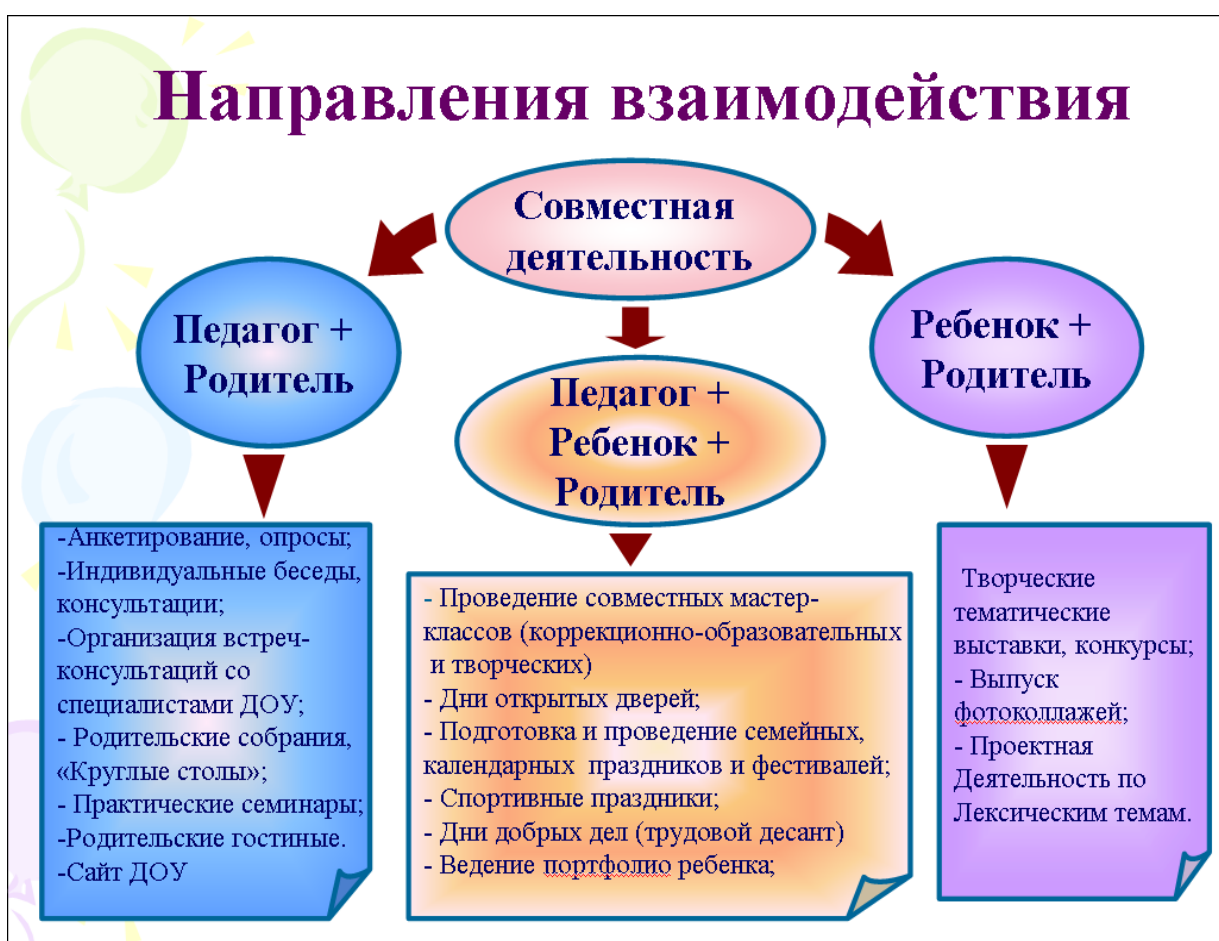 Направления взаимодействия
Совместная
деятельность
Педагог +
Родитель
Педагог +
Ребенок +
Родитель
Ребенок +
Родитель
-Анкетирование, опросы;
-Индивидуальные беседы,
консультации;
-Организация встреч-
консультаций со
специалистами ДОУ;
- Родительские собрания,
«Круглые столы»;
- Практические семинары;
-Родительские гостиные.
-Сайт ДОУ
- Проведение совместных мастер-
классов (коррекционно-образовательных
и творческих)
- Дни открытых дверей;
- Подготовка и проведение семейных,
календарных праздников и фестивалей;
- Спортивные праздники;
- Дни добрых дел (трудовой десант)
- Ведение портфолио ребенка;
Творческие
тематические
выставки, конкурсы;
- Выпуск
фотоколлажей;
- Проектная
Деятельность по
Лексическим темам.